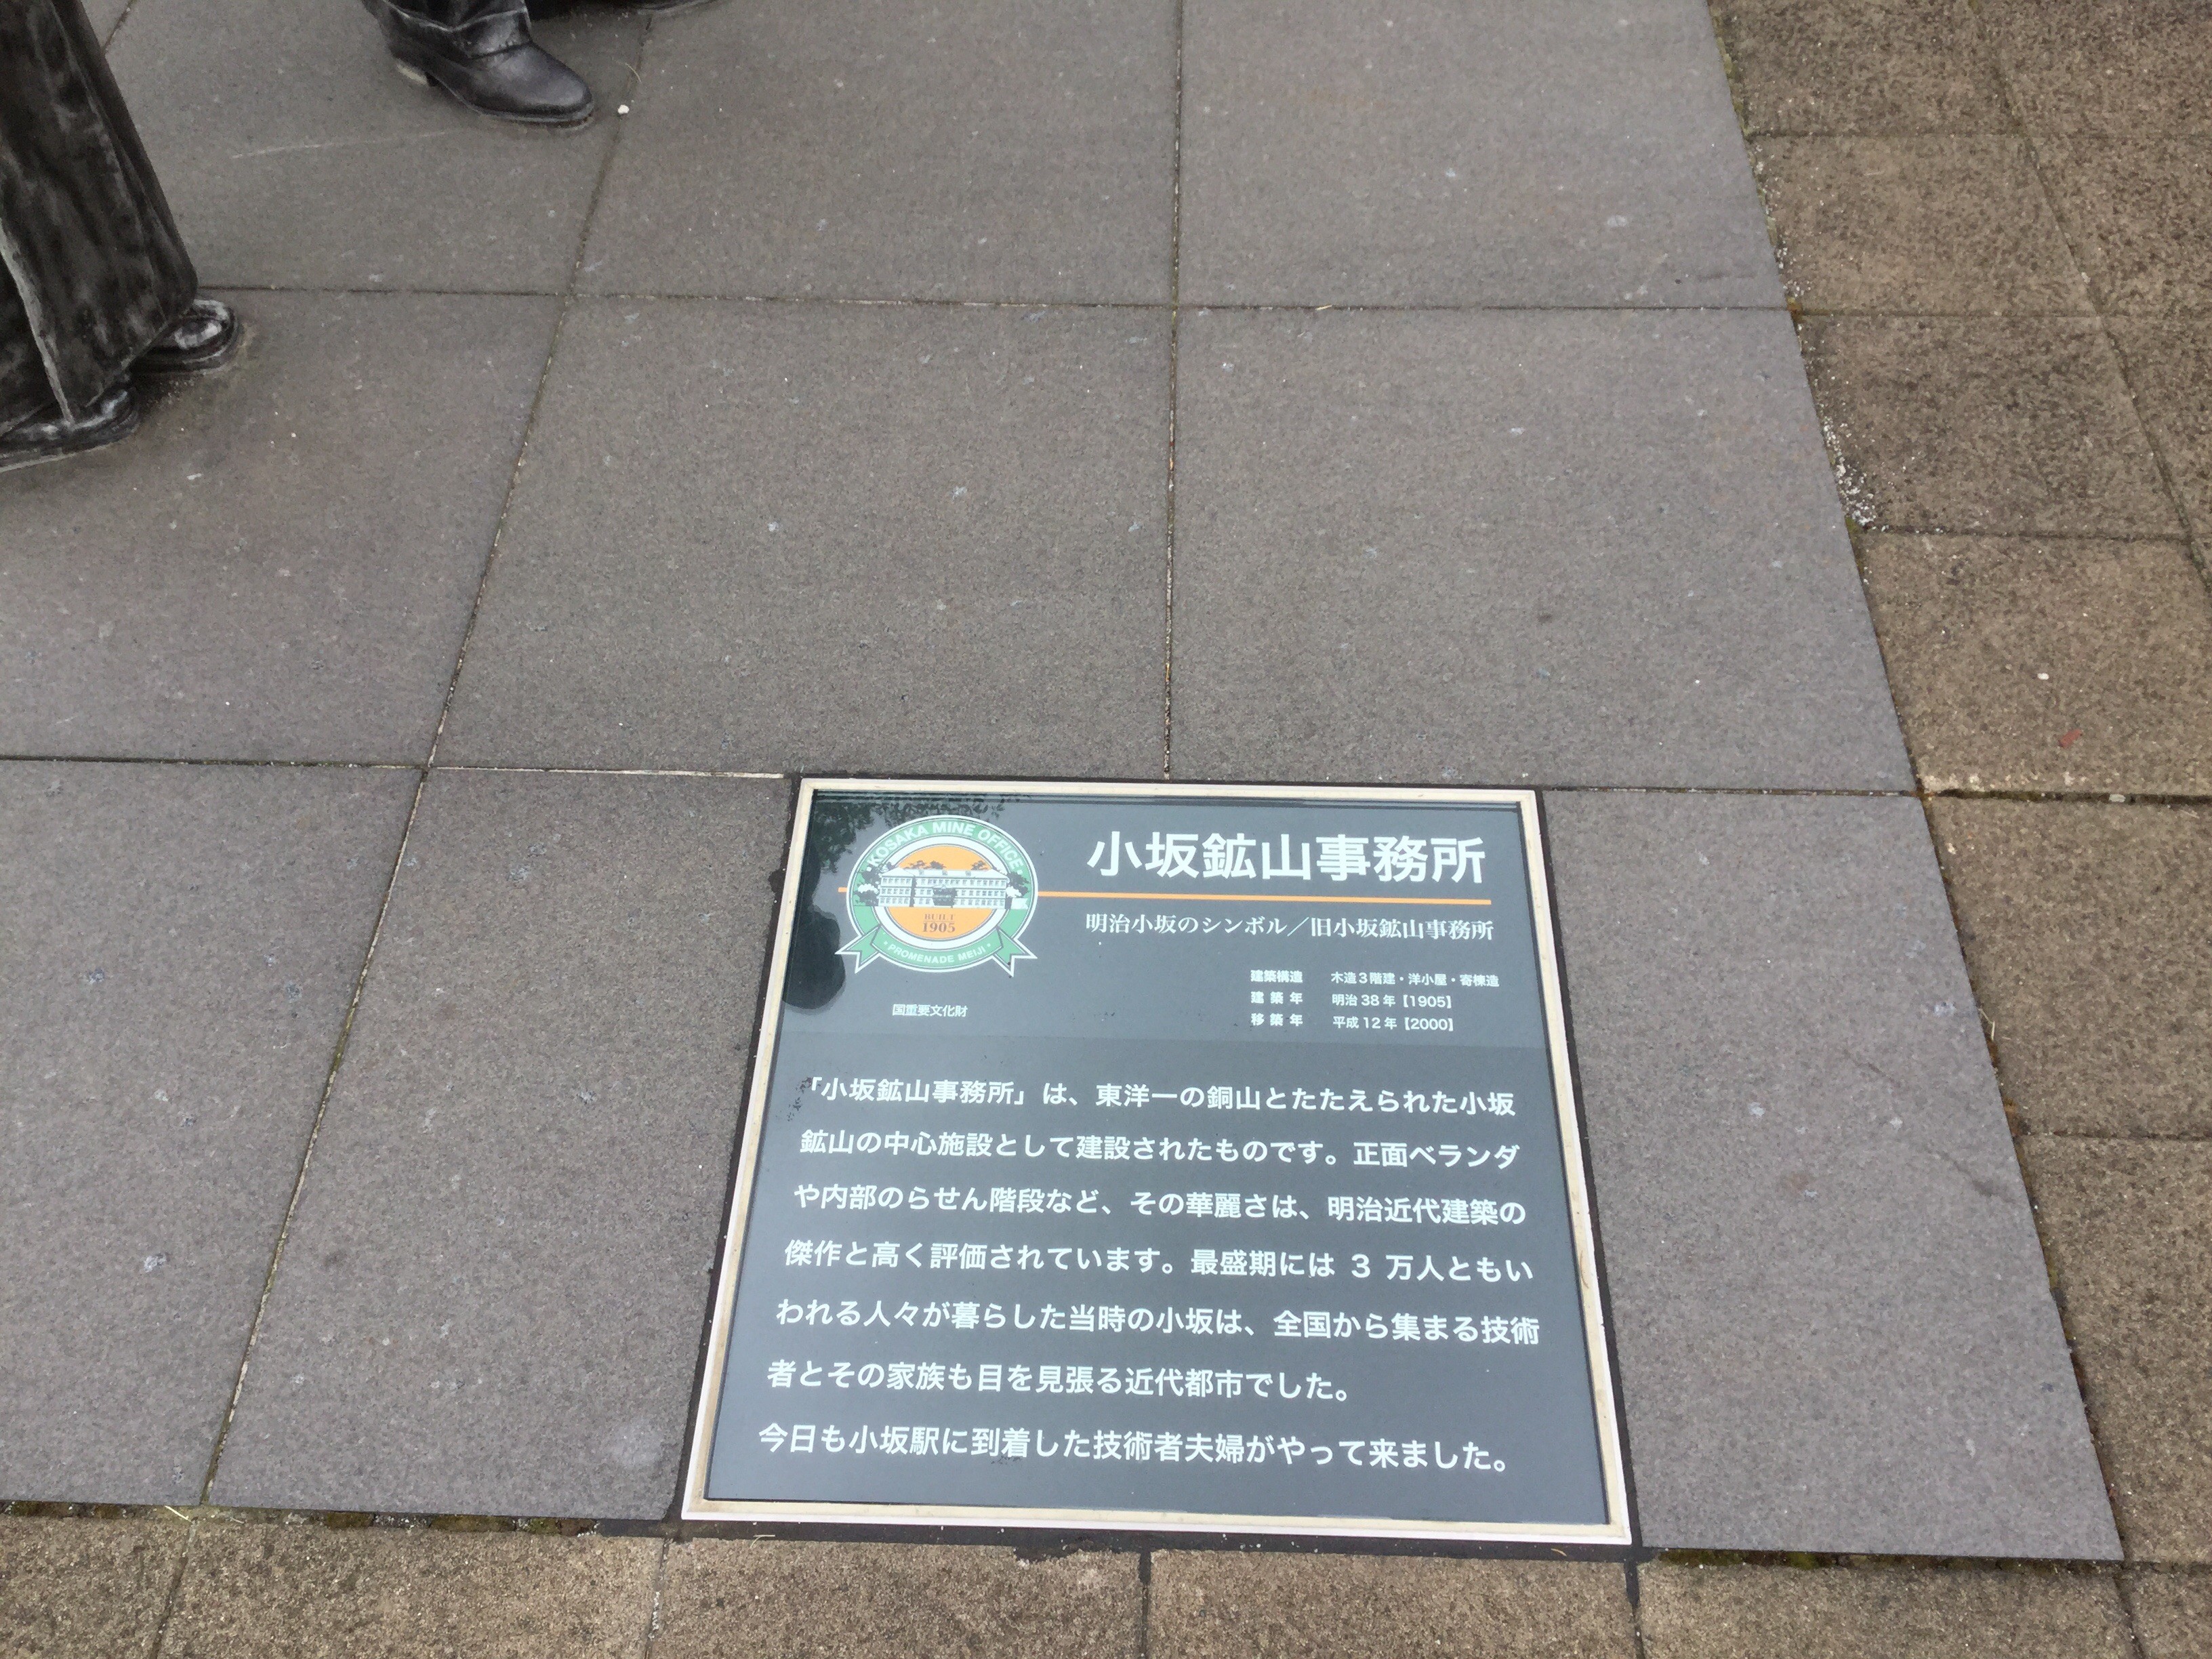 KOSAKA MINE OFFICE
BUILT
1905
PROMENADE MEIJI
国重要文化財
小坂鉱山事務所
明治小坂のシンボル／旧小坂鉱山事務所
建築構造 木造3階建・洋小屋・寄棟造
建築年 明治38年【1905】
移築年 平成12年【2000】
「小坂鉱山事務所」は、東洋一の銅山とたたえられた小坂
鉱山の中心施設として建設されたものです。正面ベランダ
や内部のらせん階段など、その華麗さは、明治近代建築の
傑作と高く評価されています。最盛期には 3 万人ともい
われる人々が暮らした当時の小坂は、全国から集まる技術
者とその家族も目を見張る近代都市でした。
今日も小坂駅に到着した技術者夫婦がやって来ました。